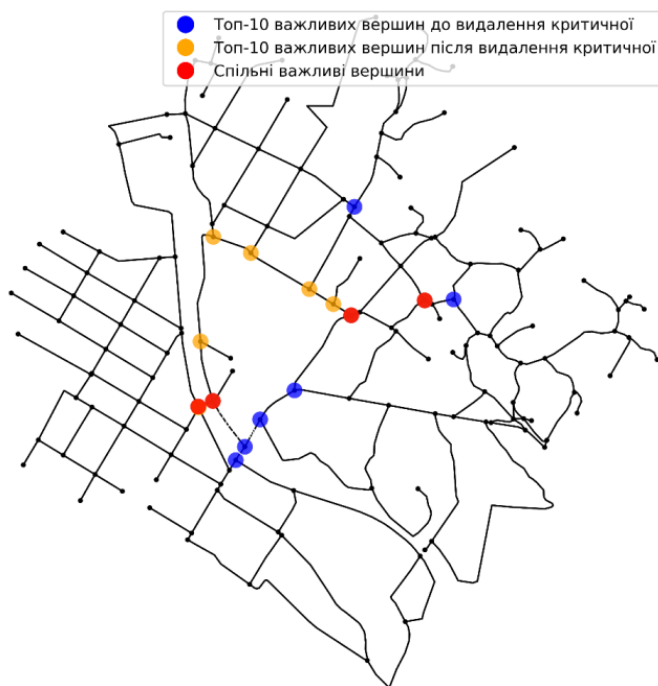 Топ-10 важливих вершин до видалення критичної
Топ-10 важливих вершин після видалення критичної
Спільні важливі вершини